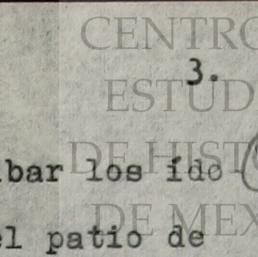 CENTRO
3.
ESTUD
bar los ído
DE HIST
el patio de
DE MEX